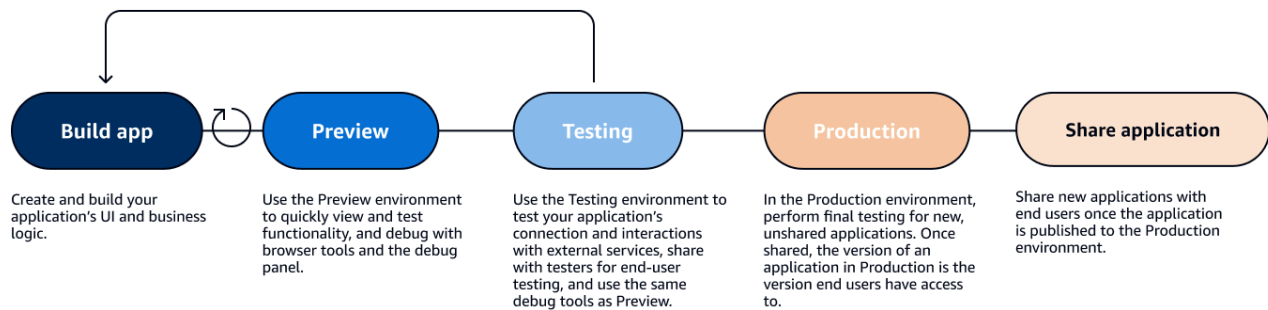 Build app
Preview
Testing
Production
Share application
Create and build your
application's UI and business
logic.
Use the Preview environment
to quickly view and test
functionality, and debug with
browser tools and the debug
panel.
Use the Testing environment to
test your application's
connection and interactions
with external services, share
with testers for end-user
testing, and use the same
debug tools as Preview.
In the Production environment,
perform final testing for new,
unshared applications. Once
shared, the version of an
application in Production is the
version end users have access
to.
Share new applications with
end users once the application
is published to the Production
environment.